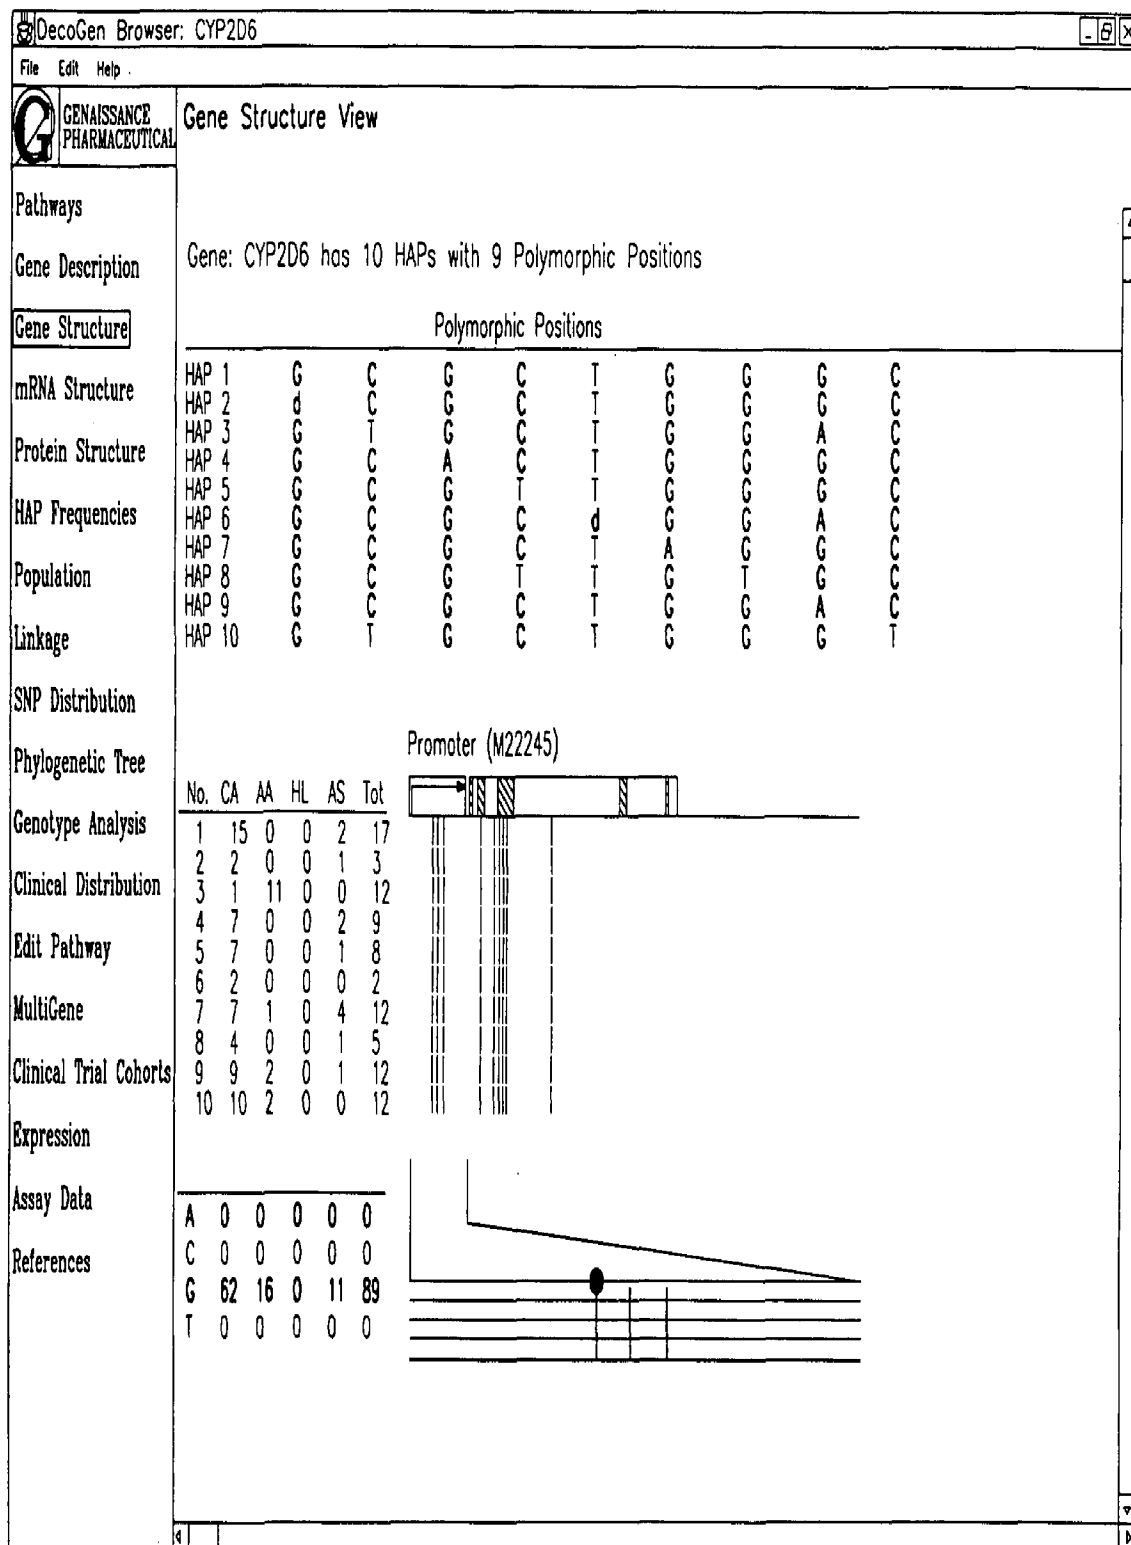 DecoGen Browser: CYP2D6
File Edit Help
GENAISSANCE
PHARMACEUTICAL
Gene Structure View
Pathways
Gene Description
Gene Structure
mRNA Structure
Protein Structure
HAP Frequencies
Population
Linkage
SNP Distribution
Phylogenetic Tree
Genotype Analysis
Clinical Distribution
Edit Pathway
MultiGene
Clinical Trial Cohorts
Expression
Assay Data
References
Gene: CYP2D6 has 10 HAPs with 9 Polymorphic Positions
Polymorphic Positions
HAP 1 G C G C T G G G C
HAP 2 d C G C T G G G C
HAP 3 G T G C T G G A C
HAP 4 G C A C T G G G C
HAP 5 G C G T T G G G C
HAP 6 G C G C d G G A C
HAP 7 G C G C T A G G C
HAP 8 G C G T T G T G C
HAP 9 G C G C T G G A C
HAP 10 G T G C T G G G T
Promoter (M22245)
No. CA AA HL AS Tot
1 15 0 0 2 17
2 2 0 0 1 3
3 1 11 0 0 12
4 7 0 0 2 9
5 7 0 0 1 8
6 2 0 0 0 2
7 7 1 0 4 12
8 4 0 0 1 5
9 9 2 0 1 12
10 10 2 0 0 12
A 0 0 0 0 0
C 0 0 0 0 0
G 62 16 0 11 89
T 0 0 0 0 0